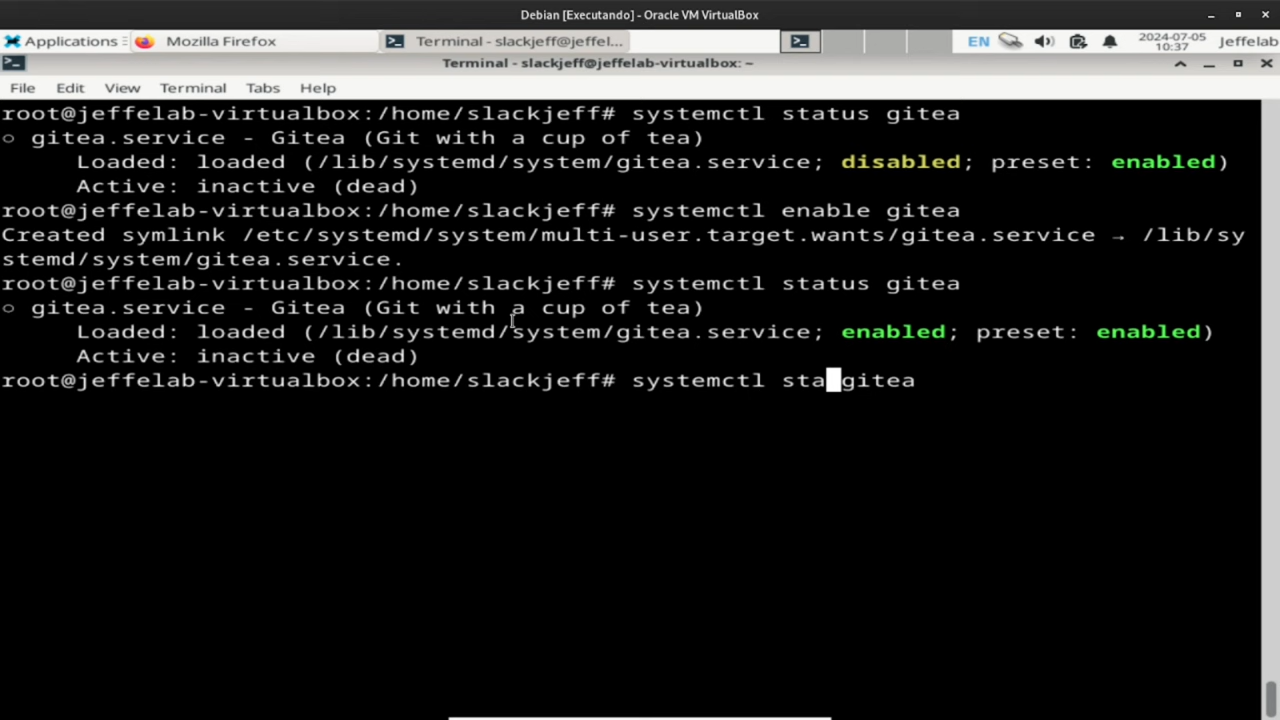 Debian [Executando] - Oracle VM VirtualBox
Applications
Mozilla Firefox
Terminal - slackjeff@jeffel...
EN
2024-07-05
10:37
Jeffelab
Terminal - slackjeff@jeffelab-virtualbox: ~
File Edit View Terminal Tabs Help
root@jeffelab-virtualbox:/home/slackjeff# systemctl status gitea
○ gitea.service - Gitea (Git with a cup of tea)
     Loaded: loaded (/lib/systemd/system/gitea.service; disabled; preset: enabled)
     Active: inactive (dead)
root@jeffelab-virtualbox:/home/slackjeff# systemctl enable gitea
Created symlink /etc/systemd/system/multi-user.target.wants/gitea.service → /lib/sy
stemd/system/gitea.service.
root@jeffelab-virtualbox:/home/slackjeff# systemctl status gitea
○ gitea.service - Gitea (Git with a cup of tea)
     Loaded: loaded (/lib/systemd/system/gitea.service; enabled; preset: enabled)
     Active: inactive (dead)
root@jeffelab-virtualbox:/home/slackjeff# systemctl sta gitea